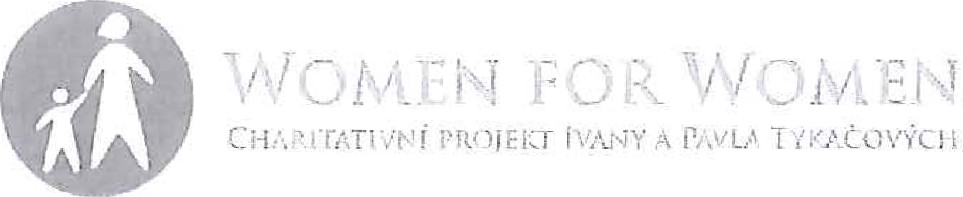 WOMEN FOR WOMEN
CHARITATIVNÍ PROJEKT IVANY A PAVLA TYKAČOVÝCH